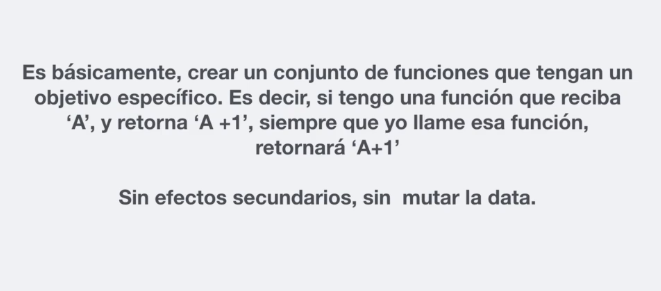 Es básicamente, crear un conjunto de funciones que tengan un
objetivo específico. Es decir, si tengo una función que reciba
‘A’, y retorna ‘A +1’, siempre que yo llame esa función,
retornará ‘A+1’
Sin efectos secundarios, sin  mutar la data.